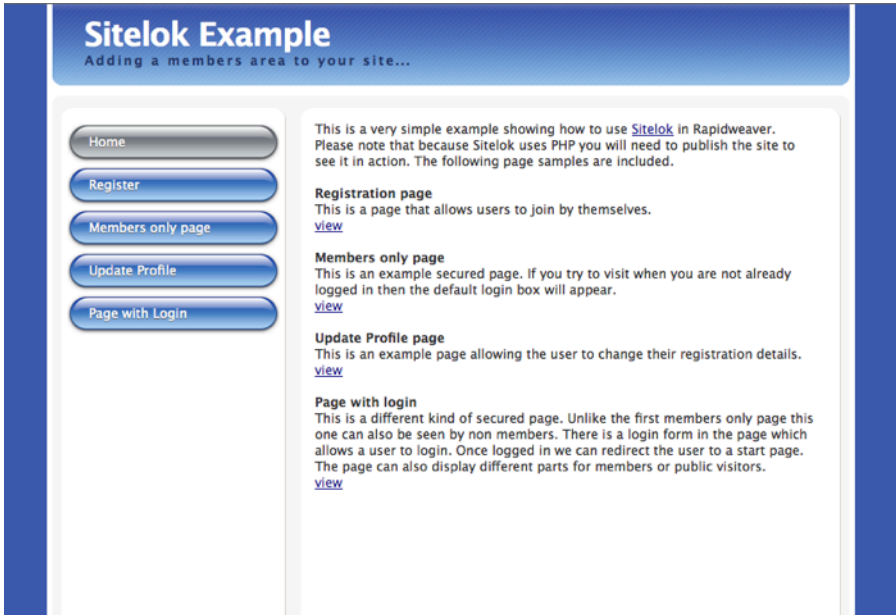 Sitelok Example
Adding a members area to your site...
Home
Register
Members only page
Update Profile
Page with Login
This is a very simple example showing how to use Sitelok in Rapidweaver.
Please note that because Sitelok uses PHP you will need to publish the site to
see it in action. The following page samples are included.
Registration page
This is a page that allows users to join by themselves.
view
Members only page
This is an example secured page. If you try to visit when you are not already
logged in then the default login box will appear.
view
Update Profile page
This is an example page allowing the user to change their registration details.
view
Page with login
This is a different kind of secured page. Unlike the first members only page this
one can also be seen by non members. There is a login form in the page which
allows a user to login. Once logged in we can redirect the user to a start page.
The page can also display different parts for members or public visitors.
view